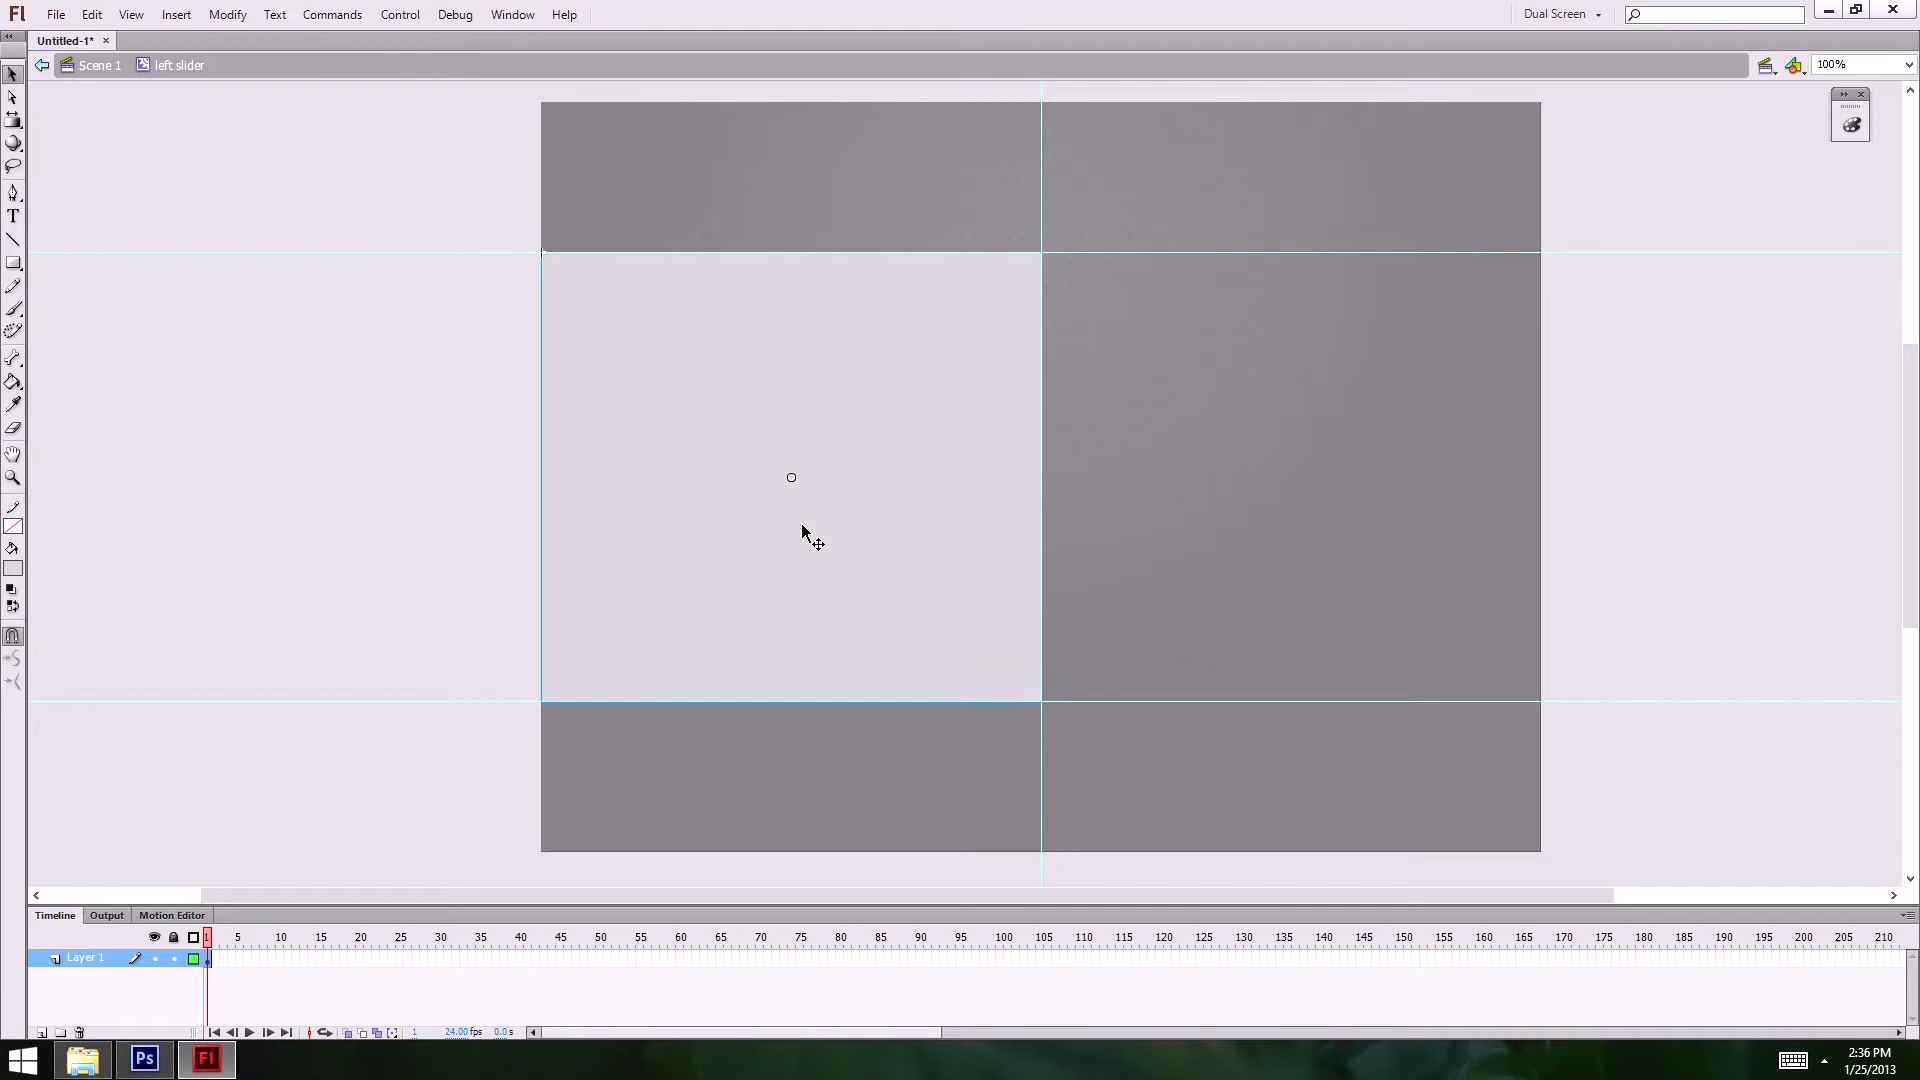 Fl File Edit View Insert Modify Text Commands Control Debug Window Help Dual Screen
Untitled-1* ×
Scene 1 left slider 100%
T
Timeline Output Motion Editor
1 5 10 15 20 25 30 35 40 45 50 55 60 65 70 75 80 85 90 95 100 105 110 115 120 125 130 135 140 145 150 155 160 165 170 175 180 185 190 195 200 205 210
Layer 1
1 24.00 fps 0.0 s
Ps Fl 2:36 PM
1/25/2013